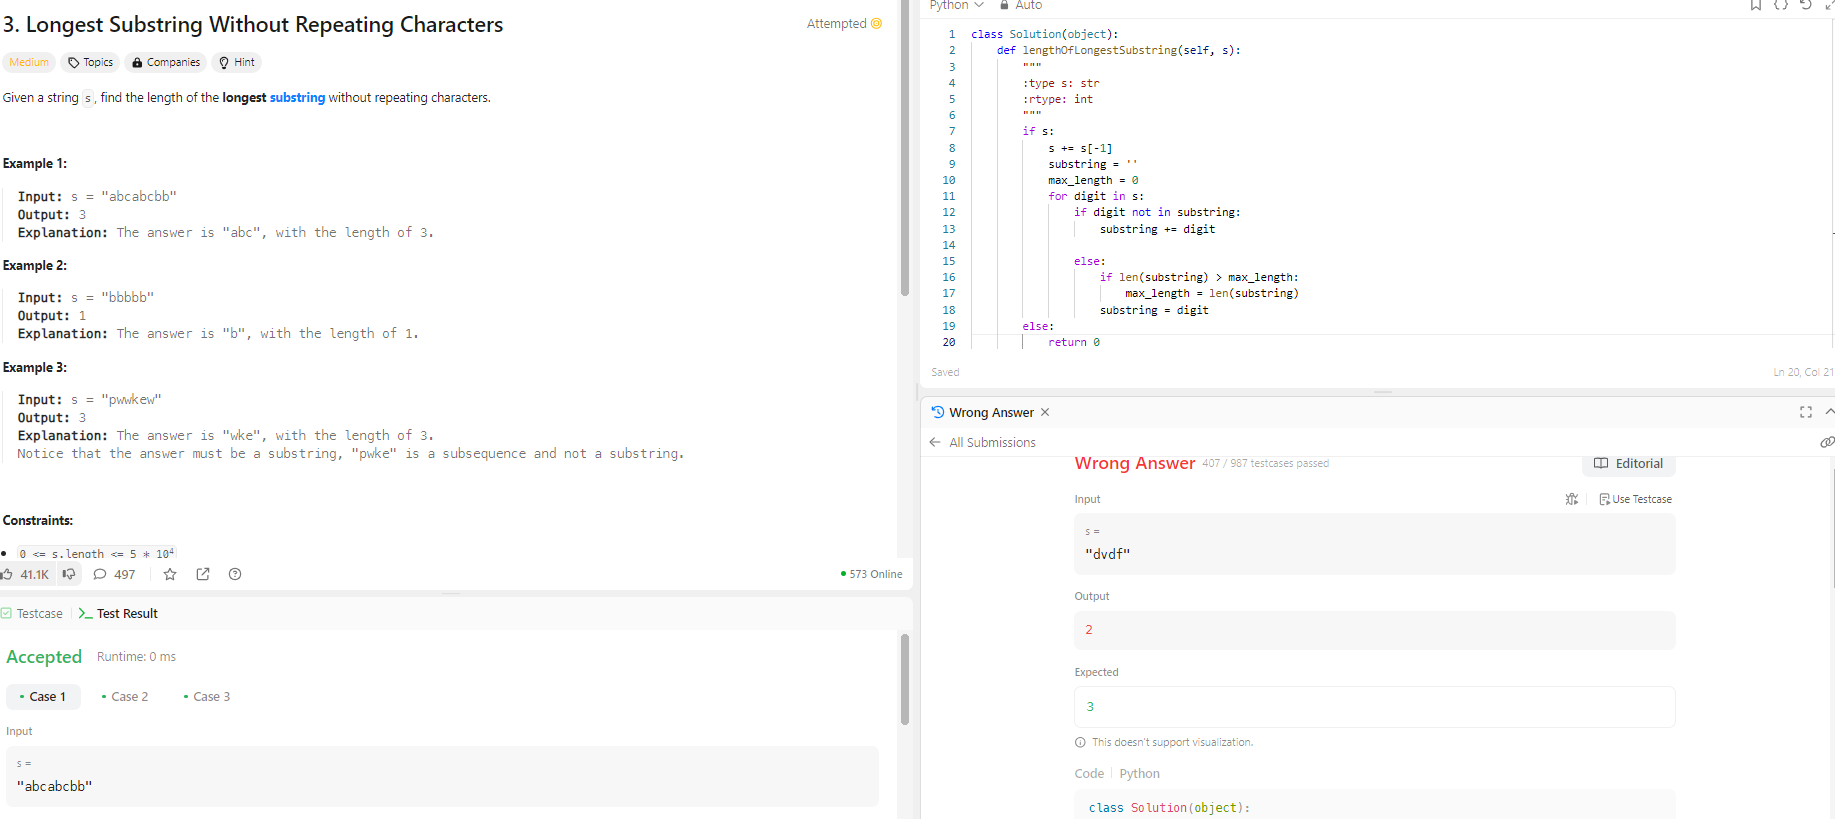 3. Longest Substring Without Repeating Characters
Attempted
Medium
Topics
Companies
Hint
Given a string s, find the length of the longest substring without repeating characters.
Example 1:
Input: s = "abcabcbb"
Output: 3
Explanation: The answer is "abc", with the length of 3.
Example 2:
Input: s = "bbbbb"
Output: 1
Explanation: The answer is "b", with the length of 1.
Example 3:
Input: s = "pwwkew"
Output: 3
Explanation: The answer is "wke", with the length of 3.
Notice that the answer must be a substring, "pwke" is a subsequence and not a substring.
Constraints:
0 <= s.length <= 5 * 10⁴
41.1K
497
573 Online
Testcase
Test Result
Accepted
Runtime: 0 ms
Case 1
Case 2
Case 3
Input
s =
"abcabcbb"
Python
Auto
1 class Solution(object):
2 def lengthOfLongestSubstring(self, s):
3 """
4 :type s: str
5 :rtype: int
6 """
7 if s:
8 s += s[-1]
9 substring = ''
10 max_length = 0
11 for digit in s:
12 if digit not in substring:
13 substring += digit
14
15 else:
16 if len(substring) > max_length:
17 max_length = len(substring)
18 substring = digit
19 else:
20 return 0
Saved
Ln 20, Col 21
Wrong Answer
All Submissions
Wrong Answer 407 / 987 testcases passed
Editorial
Input
Use Testcase
s =
"dvdf"
Output
2
Expected
3
This doesn't support visualization.
Code
Python
class Solution(object):